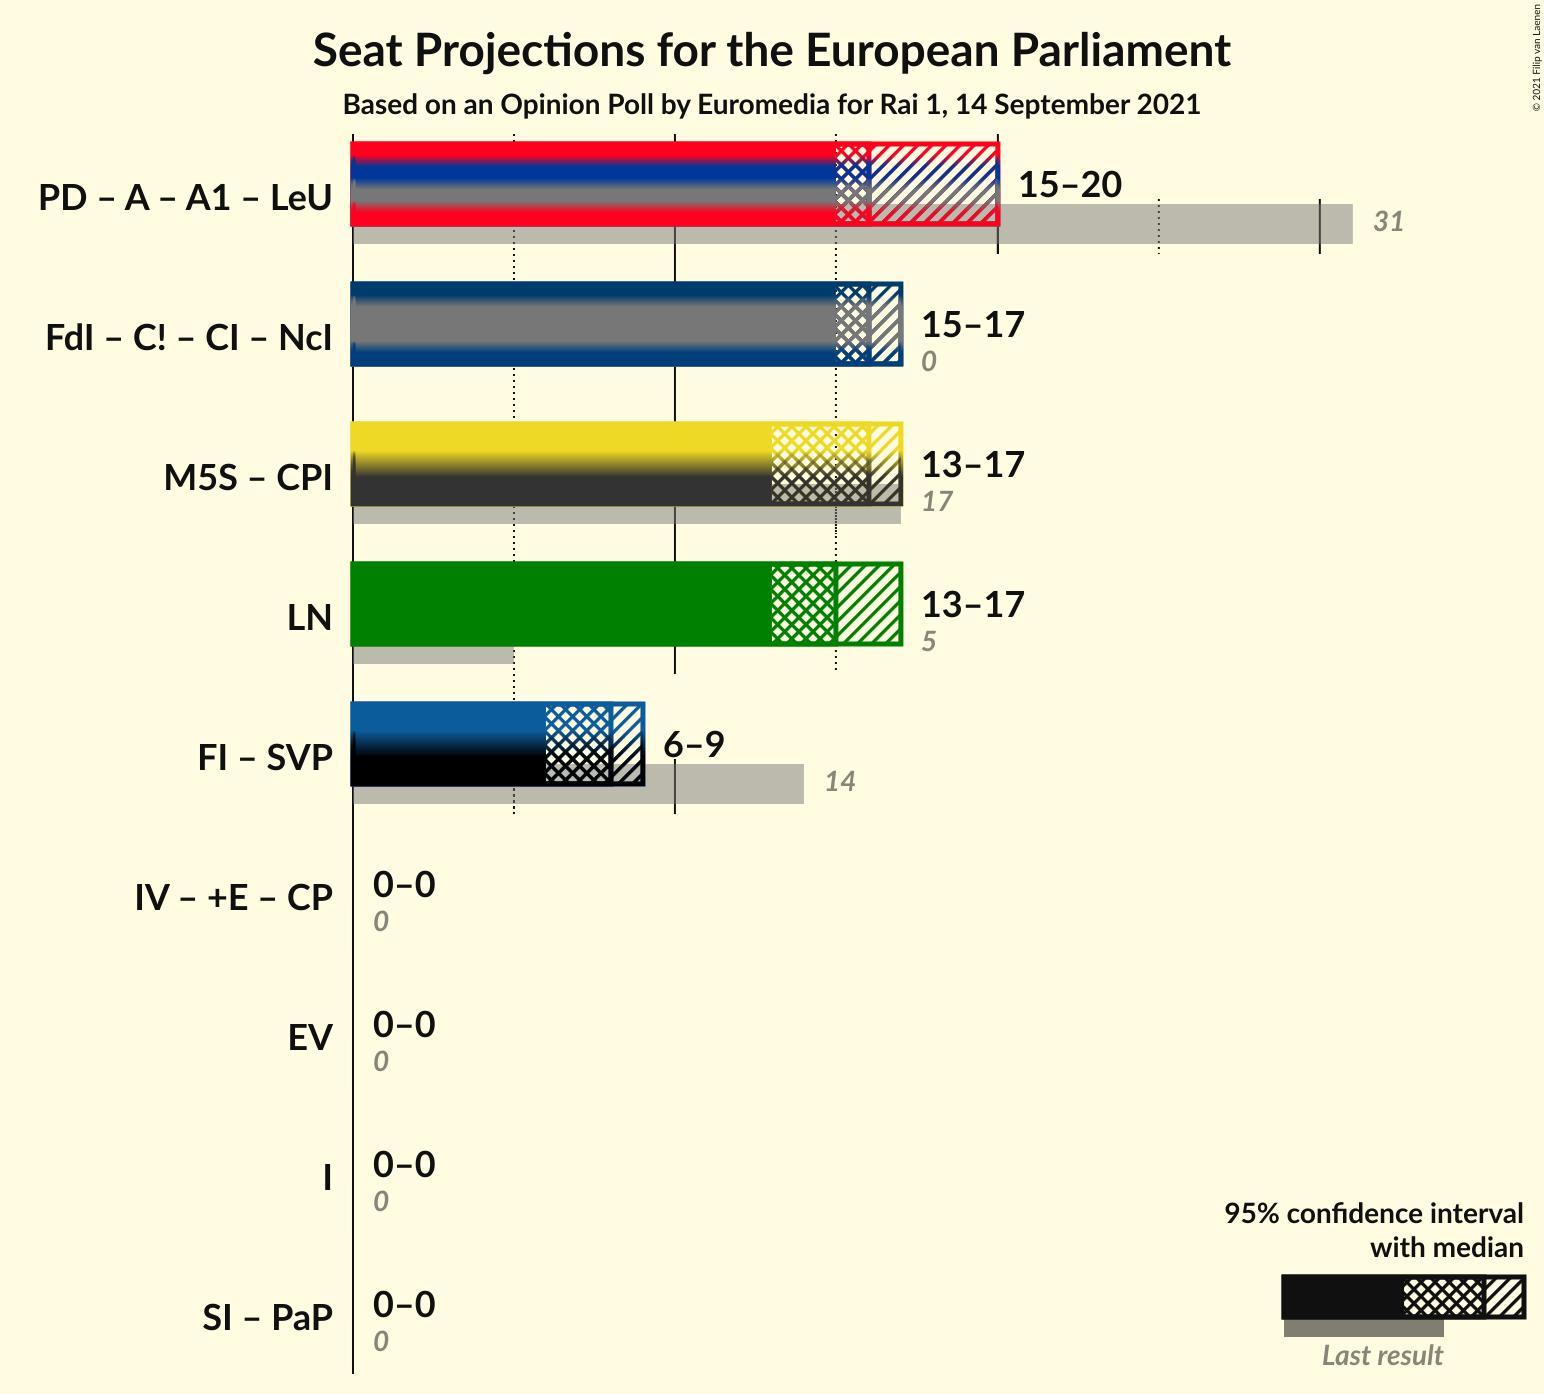 Seat Projections for the European Parliament
Based on an Opinion Poll by Euromedia for Rai 1, 14 September 2021
© 2021 Filip van Laenen
PD – A – A1 – LeU
15–20
31
FdI – C! – CI – NcI
15–17
0
M5S – CPI
13–17
17
LN
13–17
5
FI – SVP
6–9
14
IV – +E – CP
0–0
0
EV
0–0
0
I
0–0
0
SI – PaP
0–0
0
95% confidence interval
with median
Last result